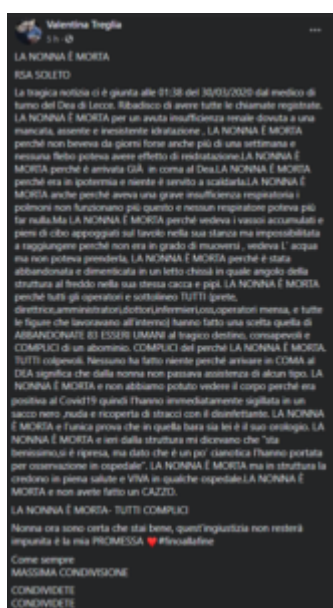 Valentina Treglia
5 h
LA NONNA È MORTA
RSA SOLETO
La tragica notizia ci è giunta alle 01:38 del 30/03/2020 dal medico di
turno del Dea di Lecce. Ribadisco di avere tutte le chiamate registrate.
LA NONNA È MORTA per un avuta insufficienza renale dovuta a una
mancata, assente e inesistente idratazione , LA NONNA È MORTA
perché non beveva da giorni forse anche più di una settimana e
nessuna flebo poteva avere effetto di reidratazione.LA NONNA È
MORTA perché è arrivata GIÀ in coma al Dea.LA NONNA È MORTA
perché era in ipotermia e niente è servito a scaldarla.LA NONNA È
MORTA anche perché aveva una grave insufficienza respiratoria i
polmoni non funzionano più questo e nessun respiratore poteva più
far nulla.Ma LA NONNA È MORTA perché vedeva i vassoi accumulati e
pieni di cibo appoggiati sul tavolo nella sua stanza ma impossibilitata
a raggiungere perché non era in grado di muoversi , vedeva L' acqua
ma non poteva prenderla, LA NONNA È MORTA perché è stata
abbandonata e dimenticata in un letto chissà in quale angolo della
struttura al freddo nella sua stessa cacca e pipì. LA NONNA È MORTA
perché tutti gli operatori e sottolineo TUTTI (prete,
direttrice,amministratori,dottori,infermieri,oss,operatori mensa, e tutte
le figure che lavoravano all'interno) hanno fatto una scelta quella di
ABBANDONATE 83 ESSERI UMANI al tragico destino, consapevoli e
COMPLICI di un abominio. COMPLICI del perché LA NONNA È MORTA.
TUTTI colpevoli. Nessuno ha fatto niente perché arrivare in COMA al
DEA significa che dalla nonna non passava assistenza di alcun tipo. LA
NONNA È MORTA e non abbiamo potuto vedere il corpo perché era
positiva al Covid19 quindi l'hanno immediatamente sigillata in un
sacco nero ,nuda e ricoperta di stracci con il disinfettante. LA NONNA
È MORTA e l'unica prova che in quella bara sia lei è il suo orologio. LA
NONNA È MORTA e ieri dalla struttura mi dicevano che "sta
benissimo,si è ripresa, ma dato che è un po' cianotica l'hanno portata
per osservazione in ospedale". LA NONNA È MORTA ma in struttura la
credono in piena salute e VIVA in qualche ospedale.LA NONNA È
MORTA e non avete fatto un CAZZO.
LA NONNA È MORTA- TUTTI COMPLICI
Nonna ora sono certa che stai bene, quest'ingiustizia non resterà
impunita è la mia PROMESSA ❤️#finoallafine
Come sempre
MASSIMA CONDIVISIONE
CONDIVIDETE
CONDIVIDETE